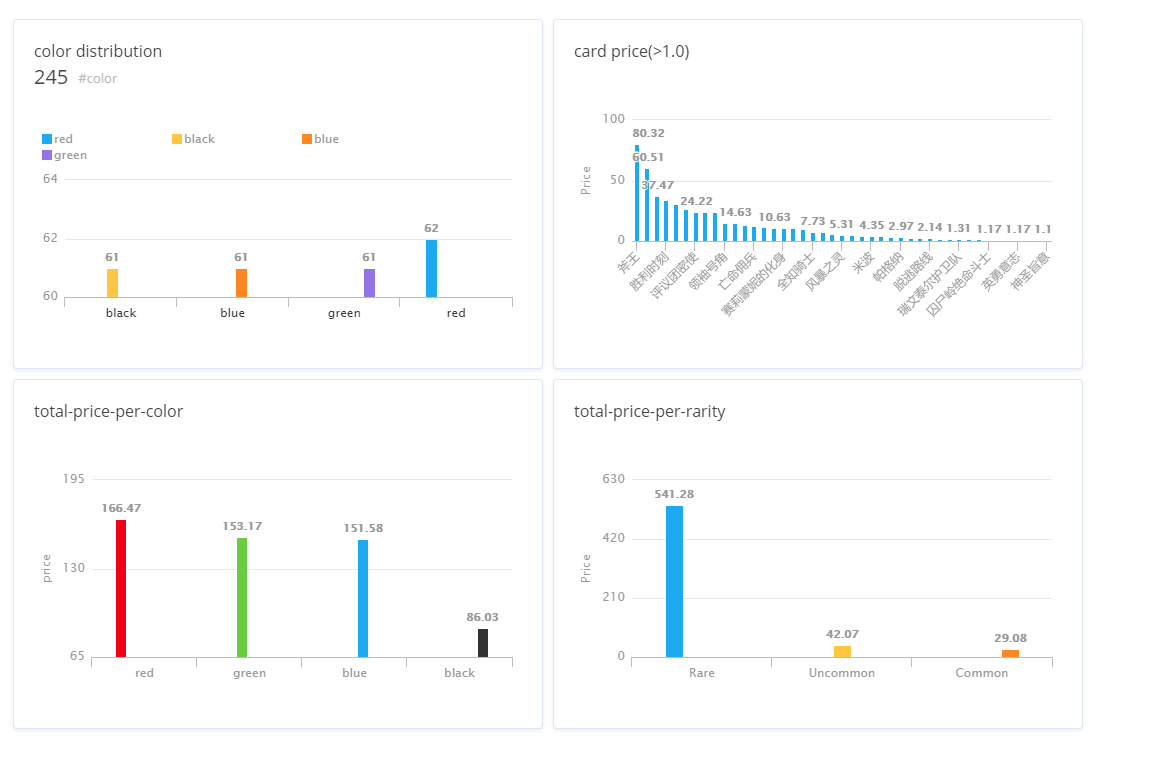 color distribution
245 #color
red black blue
green
64
62
60
61 61 61 62
black blue green red
card price(>1.0)
Price
100
50
0
80.32
60.51
37.47
24.22
14.63 10.63 7.73 5.31 4.35 2.97 2.14 1.31 1.17 1.17 1.1
斧王 胜利时刻 评议团密使 领袖号角 亡命佣兵 赛莉蒙妮的化身 全知骑士 风暴之灵 米波 帕格纳 脱逃路线 瑞文泰尔护卫队 囚尸岭绝命斗士 英勇意志 神圣旨意
total-price-per-color
price
195
130
65
166.47 153.17 151.58 86.03
red green blue black
total-price-per-rarity
Price
630
420
210
0
541.28 42.07 29.08
Rare Uncommon Common